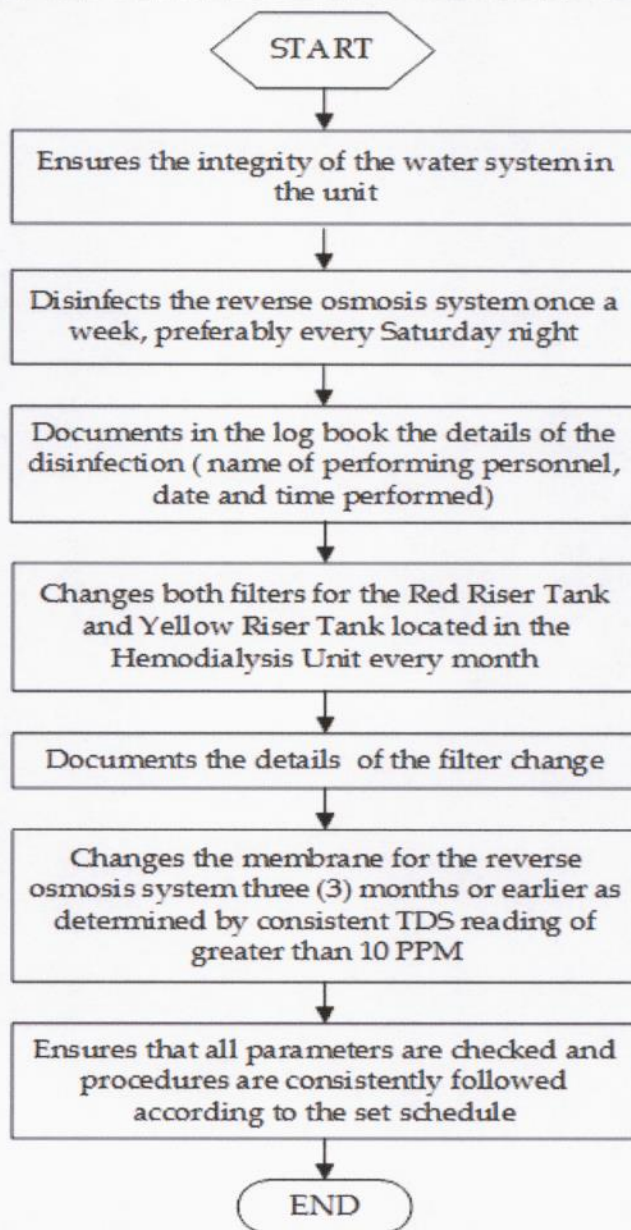 START
Ensures the integrity of the water system in
the unit
Disinfects the reverse osmosis system once a
week, preferably every Saturday night
Documents in the log book the details of the
disinfection ( name of performing personnel,
date and time performed)
Changes both filters for the Red Riser Tank
and Yellow Riser Tank located in the
Hemodialysis Unit every month
Documents the details of the filter change
Changes the membrane for the reverse
osmosis system three (3) months or earlier as
determined by consistent TDS reading of
greater than 10 PPM
Ensures that all parameters are checked and
procedures are consistently followed
according to the set schedule
END